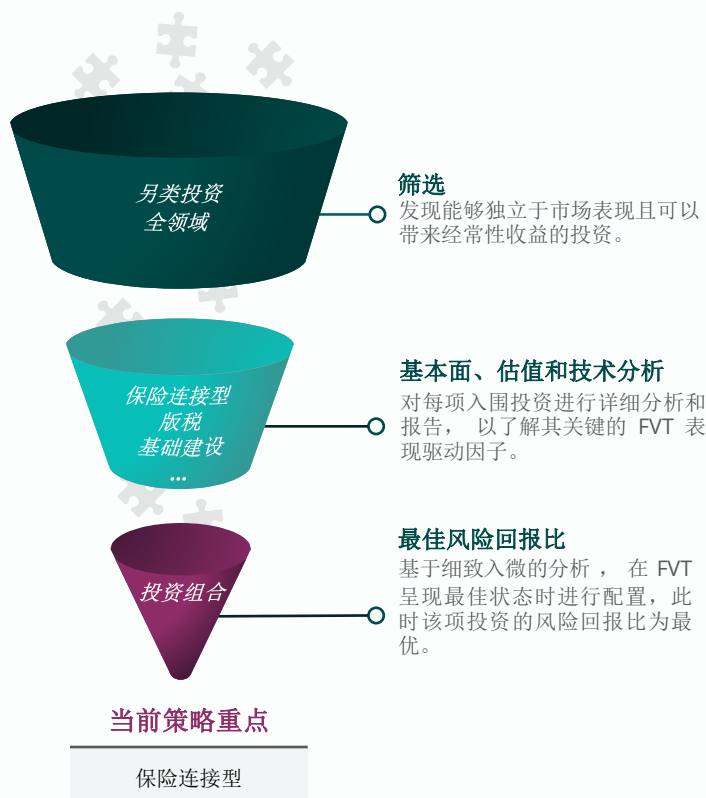 另类投资
全领域
筛选
发现能够独立于市场表现且可以
带来经常性收益的投资。
保险连接型
版税
基础建设
...
基本面、估值和技术分析
对每项入围投资进行详细分析和
报告， 以了解其关键的 FVT 表
现驱动因子。
投资组合
最佳风险回报比
基于细致入微的分析 ， 在 FVT
呈现最佳状态时进行配置，此
时该项投资的风险回报比为最
优。
当前策略重点
保险连接型